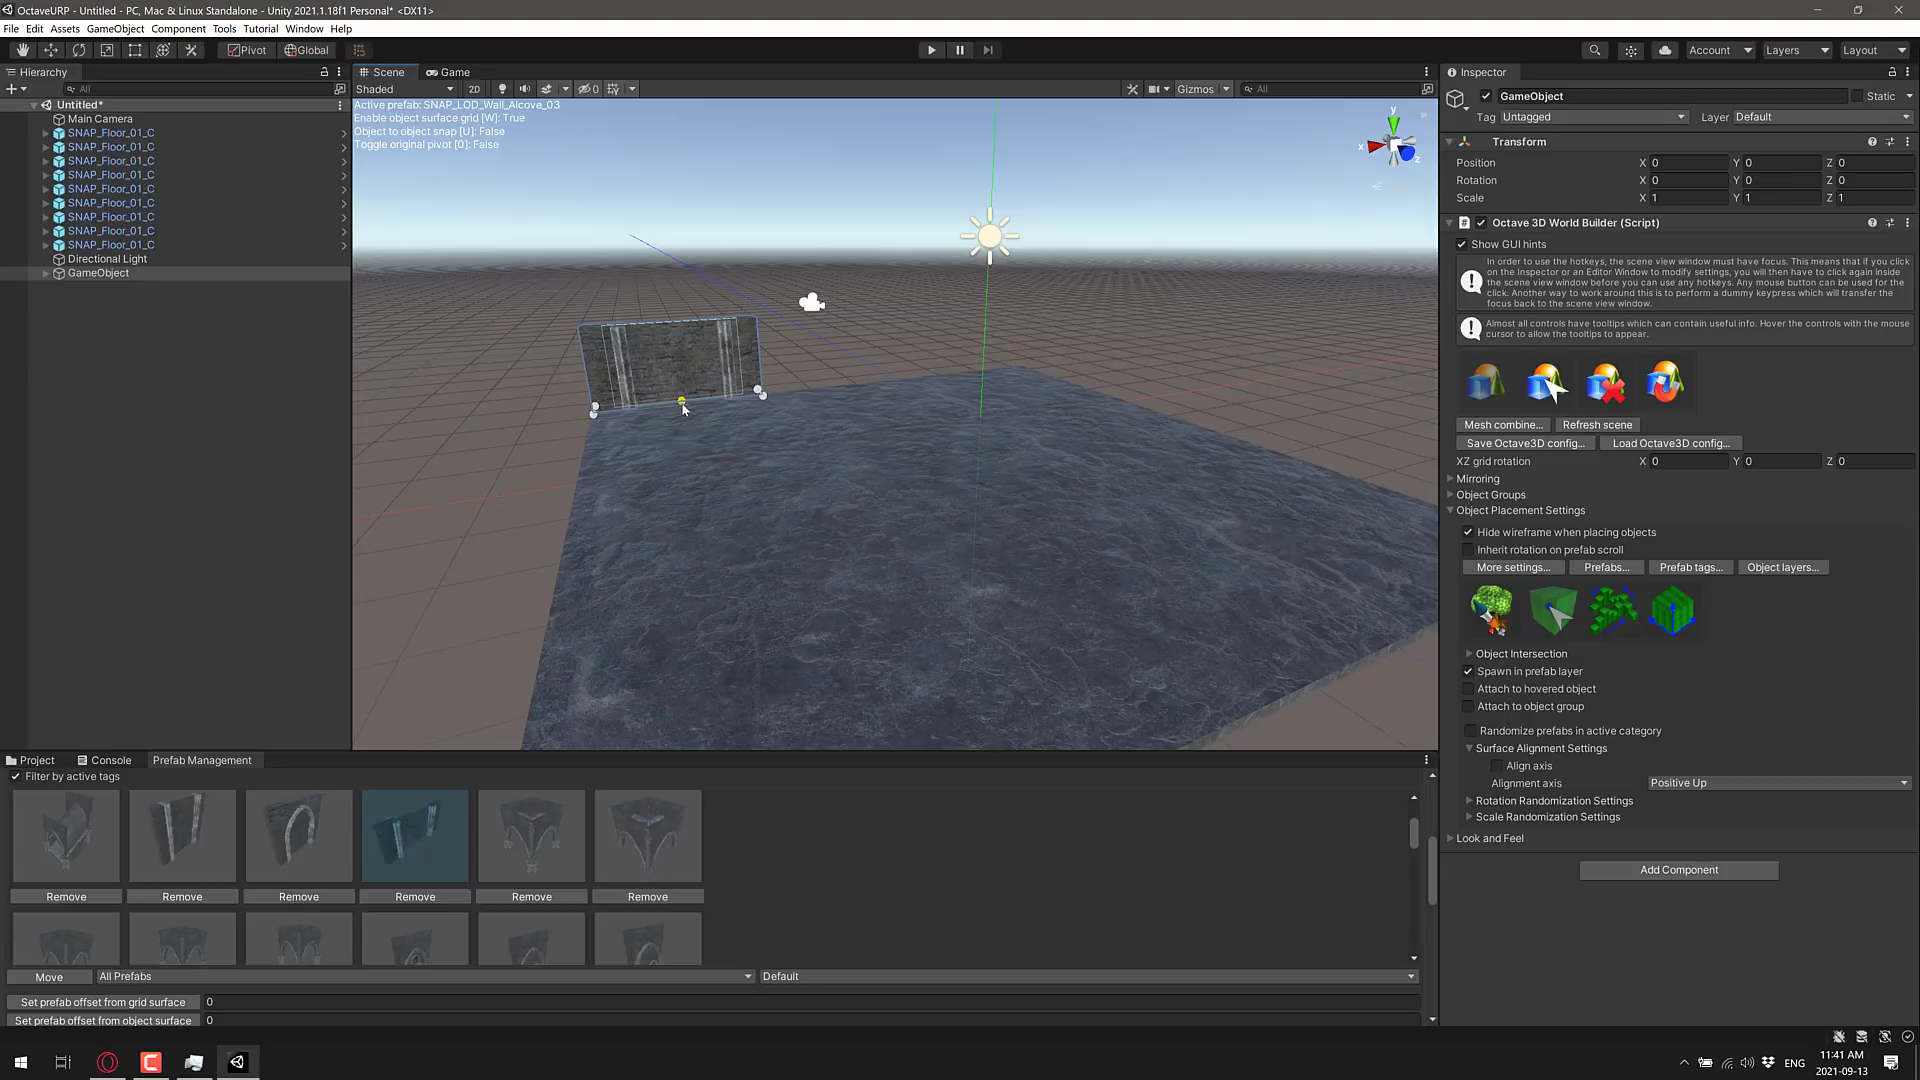 OctaveURP - Untitled - PC, Mac & Linux Standalone - Unity 2021.1.18f1 Personal* <DX11>
File Edit Assets GameObject Component Tools Tutorial Window Help
Pivot Global Account Layers Layout
Hierarchy
All
Untitled*
Main Camera
SNAP_Floor_01_C
SNAP_Floor_01_C
SNAP_Floor_01_C
SNAP_Floor_01_C
SNAP_Floor_01_C
SNAP_Floor_01_C
SNAP_Floor_01_C
SNAP_Floor_01_C
SNAP_Floor_01_C
Directional Light
GameObject
Scene Game
Shaded 2D 0 Gizmos All
Active prefab: SNAP_LOD_Wall_Alcove_03
Enable object surface grid [W]: True
Object to object snap [U]: False
Toggle original pivot [0]: False
y
x
z
Inspector
GameObject Static
Tag Untagged Layer Default
Transform
Position X 0 Y 0 Z 0
Rotation X 0 Y 0 Z 0
Scale X 1 Y 1 Z 1
Octave 3D World Builder (Script)
Show GUI hints
In order to use the hotkeys, the scene view window must have focus. This means that if you click
on the Inspector or an Editor Window to modify settings, you will then have to click again inside
the scene view window before you can use any hotkeys. Any mouse button can be used for the
click. Another way to work around this is to perform a dummy keypress which will transfer the
focus back to the scene view window.
Almost all controls have tooltips which can contain useful info. Hover the controls with the mouse
cursor to allow the tooltips to appear.
Mesh combine... Refresh scene
Save Octave3D config... Load Octave3D config...
XZ grid rotation X 0 Y 0 Z 0
Mirroring
Object Groups
Object Placement Settings
Hide wireframe when placing objects
Inherit rotation on prefab scroll
More settings... Prefabs... Prefab tags... Object layers...
Object Intersection
Spawn in prefab layer
Attach to hovered object
Attach to object group
Randomize prefabs in active category
Surface Alignment Settings
Align axis
Alignment axis Positive Up
Rotation Randomization Settings
Scale Randomization Settings
Look and Feel
Add Component
Project Console Prefab Management
Filter by active tags
Remove Remove Remove Remove Remove Remove
Move All Prefabs Default
Set prefab offset from grid surface 0
Set prefab offset from object surface 0
ENG
11:41 AM
2021-09-13